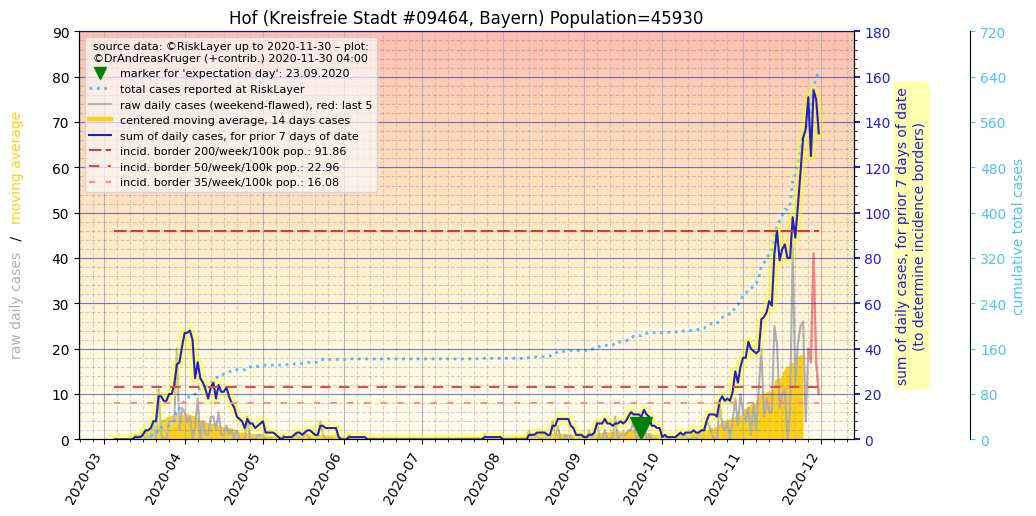 Hof (Kreisfreie Stadt #09464, Bayern) Population=45930
source data: ©RiskLayer up to 2020-11-30 – plot:
©DrAndreasKruger (+contrib.) 2020-11-30 04:00
marker for 'expectation day': 23.09.2020
total cases reported at RiskLayer
raw daily cases (weekend-flawed), red: last 5
centered moving average, 14 days cases
sum of daily cases, for prior 7 days of date
incid. border 200/week/100k pop.: 91.86
incid. border 50/week/100k pop.: 22.96
incid. border 35/week/100k pop.: 16.08
raw daily cases / moving average
90
80
70
60
50
40
30
20
10
0
180
160
140
120
100
80
60
40
20
0
sum of daily cases, for prior 7 days of date
(to determine incidence borders)
720
640
560
480
400
320
240
160
80
0
cumulative total cases
2020-03
2020-04
2020-05
2020-06
2020-07
2020-08
2020-09
2020-10
2020-11
2020-12